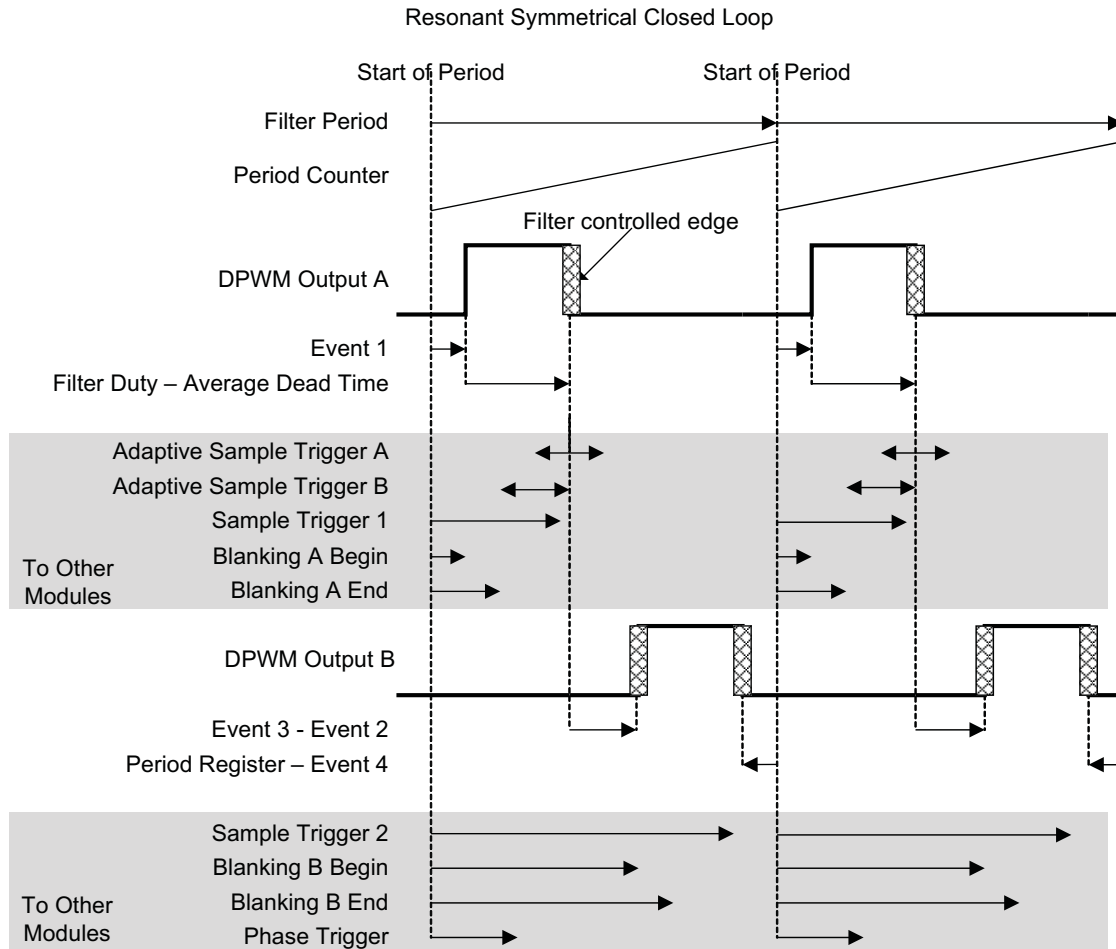 Resonant Symmetrical Closed Loop
Start of Period
Start of Period
Filter Period
Period Counter
Filter controlled edge
DPWM Output A
Event 1
Filter Duty – Average Dead Time
Adaptive Sample Trigger A
Adaptive Sample Trigger B
Sample Trigger 1
Blanking A Begin
Blanking A End
To Other
Modules
DPWM Output B
Event 3 - Event 2
Period Register – Event 4
Sample Trigger 2
Blanking B Begin
Blanking B End
Phase Trigger
To Other
Modules